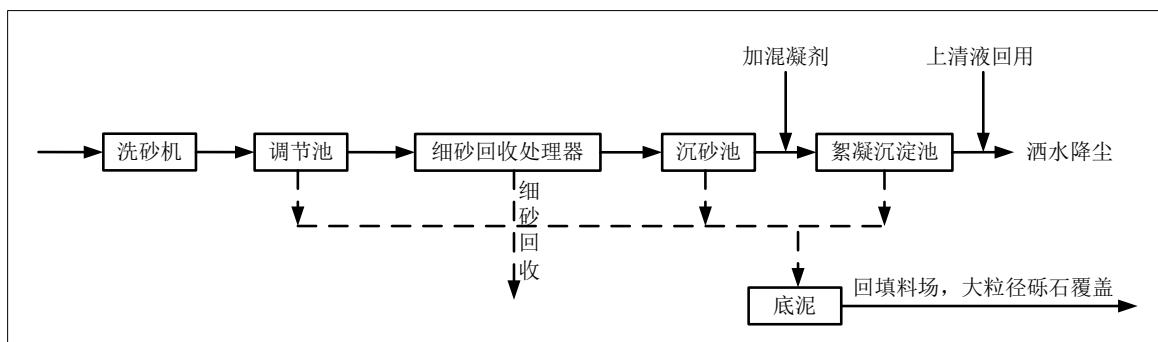 加混凝剂
上清液回用
洗砂机
调节池
细砂回收处理器
沉砂池
絮凝沉淀池
洒水降尘
细砂回收
底泥
回填料场，大粒径砾石覆盖